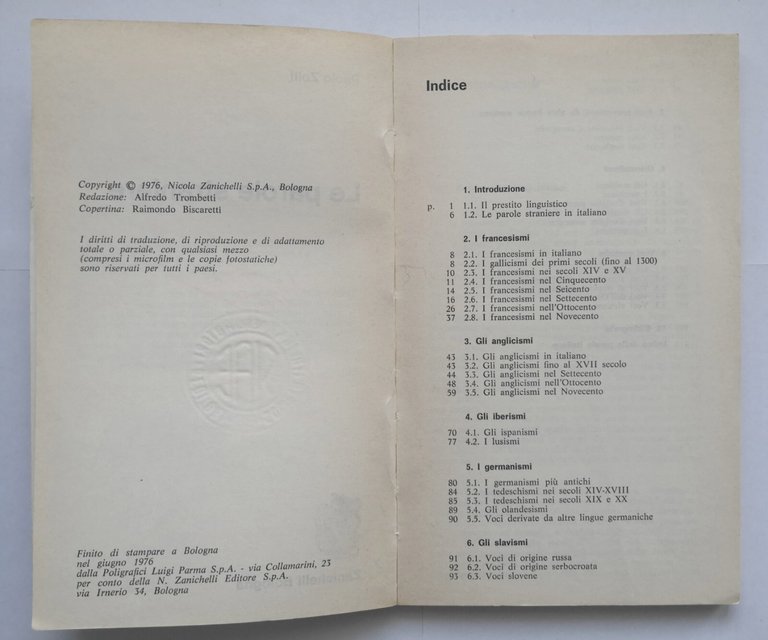 Copyright © 1976, Nicola Zanichelli S.p.A., Bologna
Redazione: Alfredo Trombetti
Copertina: Raimondo Biscaretti
I diritti di traduzione, di riproduzione e di adattamento
totale o parziale, con qualsiasi mezzo
(compresi i microfilm e le copie fotostatiche)
sono riservati per tutti i paesi.
Finito di stampare a Bologna
nel giugno 1976
dalla Poligrafici Luigi Parma S.p.A. - via Collamarini, 23
per conto della N. Zanichelli Editore S.p.A.
via Irnerio 34, Bologna
Indice
1. Introduzione
p. 1 1.1. Il prestito linguistico
6 1.2. Le parole straniere in italiano
2. I francesismi
8 2.1. I francesismi in italiano
8 2.2. I gallicismi dei primi secoli (fino al 1300)
10 2.3. I francesismi nei secoli XIV e XV
11 2.4. I francesismi nel Cinquecento
14 2.5. I francesismi nel Seicento
16 2.6. I francesismi nel Settecento
26 2.7. I francesismi nell'Ottocento
37 2.8. I francesismi nel Novecento
3. Gli anglicismi
43 3.1. Gli anglicismi in italiano
43 3.2. Gli anglicismi fino al XVII secolo
44 3.3. Gli anglicismi nel Settecento
48 3.4. Gli anglicismi nell'Ottocento
59 3.5. Gli anglicismi nel Novecento
4. Gli iberismi
70 4.1. Gli ispanismi
77 4.2. I lusismi
5. I germanismi
80 5.1. I germanismi più antichi
84 5.2. I tedeschismi nei secoli XIV-XVIII
85 5.3. I tedeschismi nei secoli XIX e XX
89 5.4. Gli olandesismi
90 5.5. Voci derivate da altre lingue germaniche
6. Gli slavismi
91 6.1. Voci di origine russa
92 6.2. Voci di origine serbocroata
93 6.3. Voci slovene